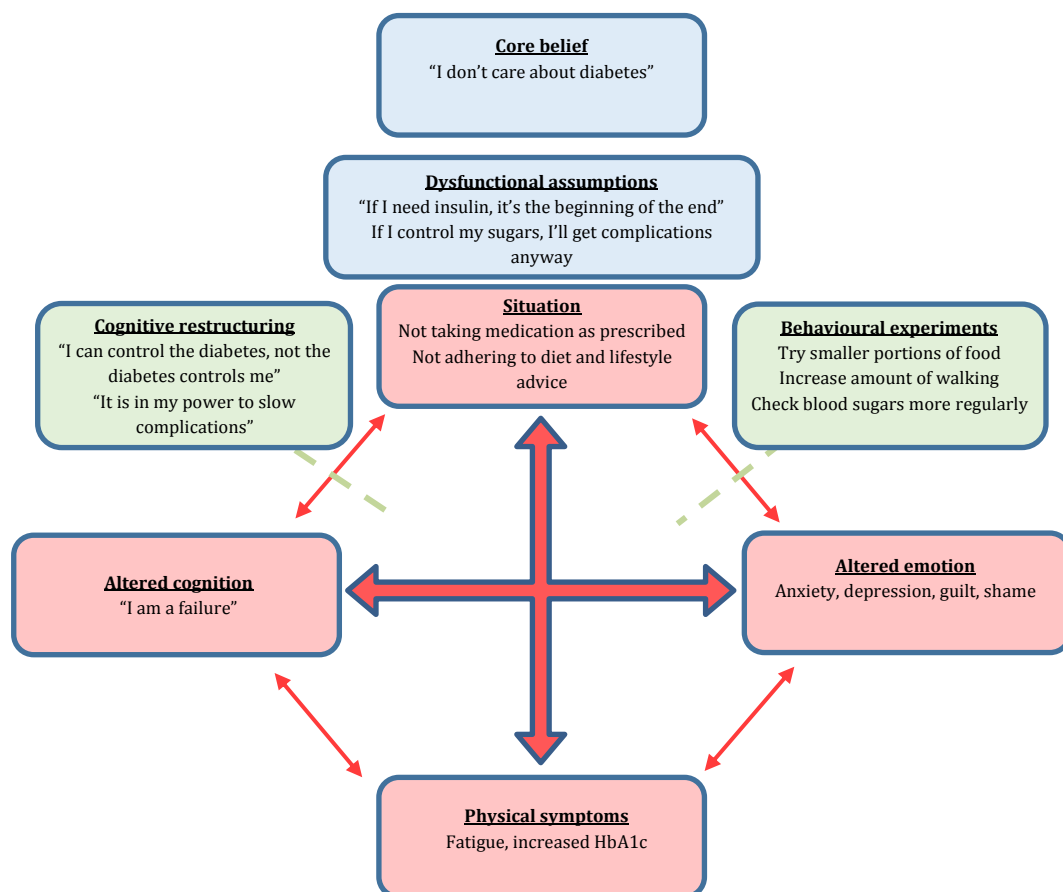 Core belief
“I don’t care about diabetes”
Dysfunctional assumptions
“If I need insulin, it’s the beginning of the end”
If I control my sugars, I’ll get complications
anyway
Situation
Not taking medication as prescribed
Not adhering to diet and lifestyle
advice
Cognitive restructuring
“I can control the diabetes, not the
diabetes controls me”
“It is in my power to slow
complications”
Behavioural experiments
Try smaller portions of food
Increase amount of walking
Check blood sugars more regularly
Altered cognition
“I am a failure”
Altered emotion
Anxiety, depression, guilt, shame
Physical symptoms
Fatigue, increased HbA1c